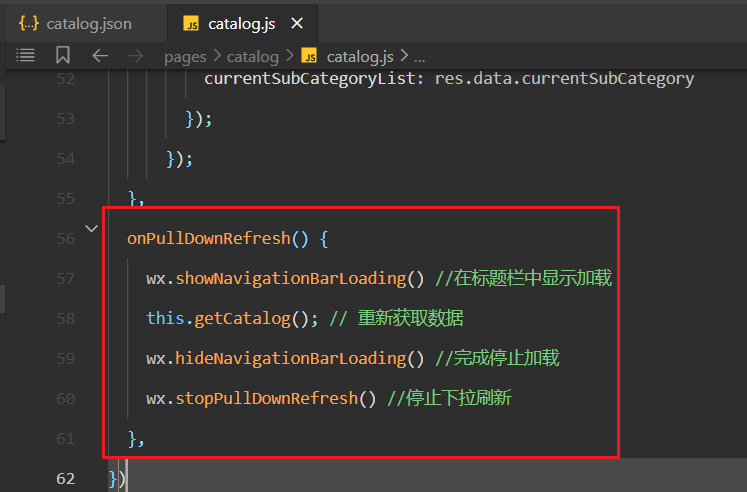 {..} catalog.json
JS catalog.js ×
pages > catalog > JS catalog.js > ...
52 currentSubCategoryList: res.data.currentSubCategory
53 });
54 });
55 },
56 onPullDownRefresh() {
57 wx.showNavigationBarLoading() //在标题栏中显示加载
58 this.getCatalog(); // 重新获取数据
59 wx.hideNavigationBarLoading() //完成停止加载
60 wx.stopPullDownRefresh() //停止下拉刷新
61 },
62 })